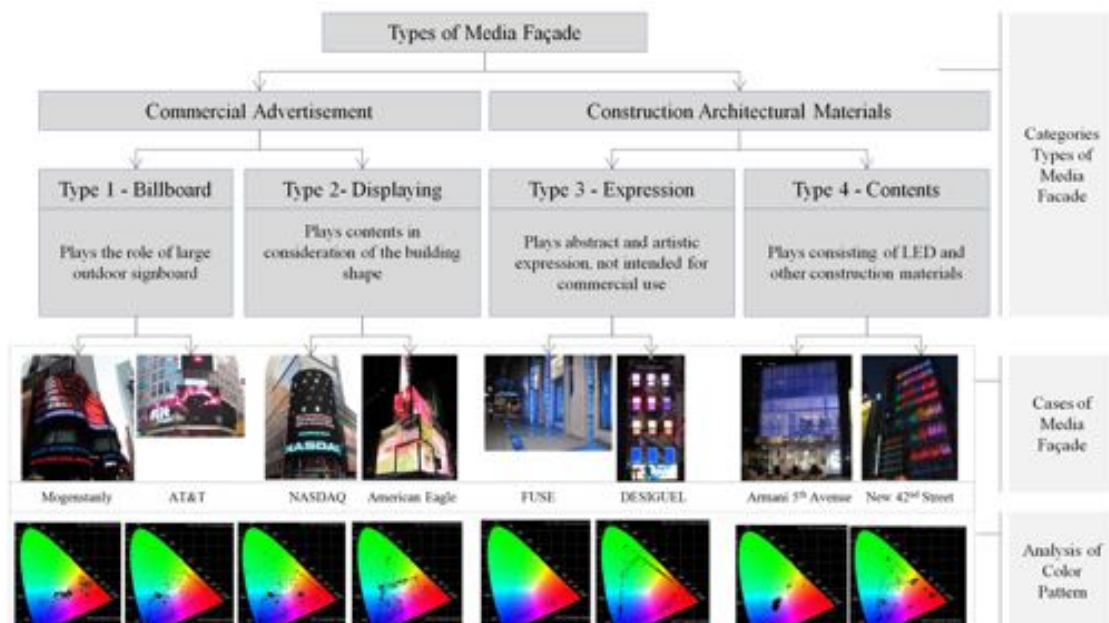 Types of Media Façade
Commercial Advertisement
Construction Architectural Materials
Categories
Types of
Media
Facade
Type 1 - Billboard
Type 2- Displaying
Type 3 - Expression
Type 4 - Contents
Plays the role of large
outdoor signboard
Plays contents in
consideration of the building
shape
Plays abstract and artistic
expression, not intended for
commercial use
Plays consisting of LED and
other construction materials
NASDAQ
Cases of
Media
Façade
Mogenstanly
AT&T
NASDAQ
American Eagle
FUSE
DESIGUEL
Armani 5th Avenue
New 42nd Street
Analysis of
Color
Pattern